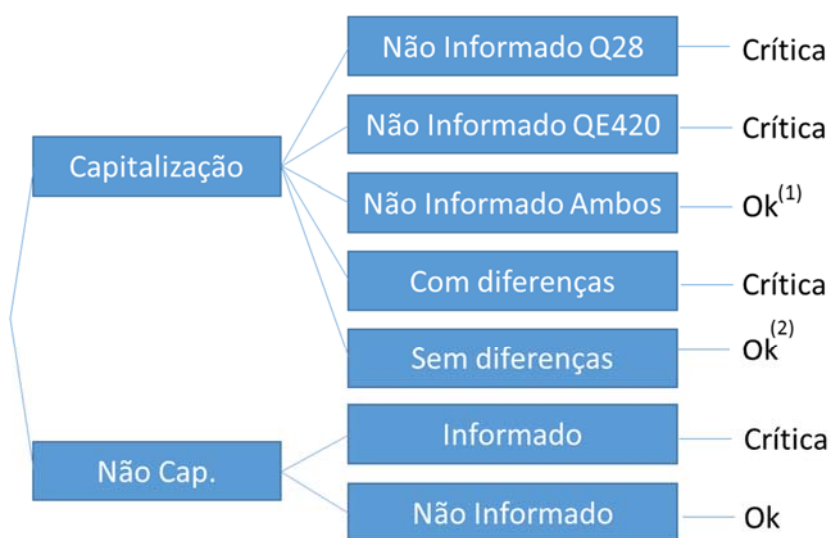 Não Informado Q28
Crítica
Não Informado QE420
Crítica
Capitalização
Não Informado Ambos
Ok(1)
Com diferenças
Crítica
Sem diferenças
Ok(2)
Informado
Crítica
Não Cap.
Não Informado
Ok